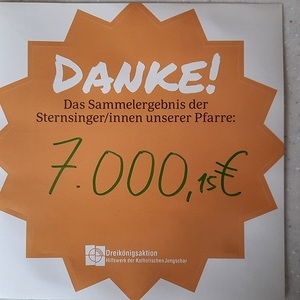 DANKE!
Das Sammelergebnis der
Sternsinger/innen unserer Pfarre:
7.000,15€
Dreikönigsaktion
Hilfswerk der Katholischen Jungschar